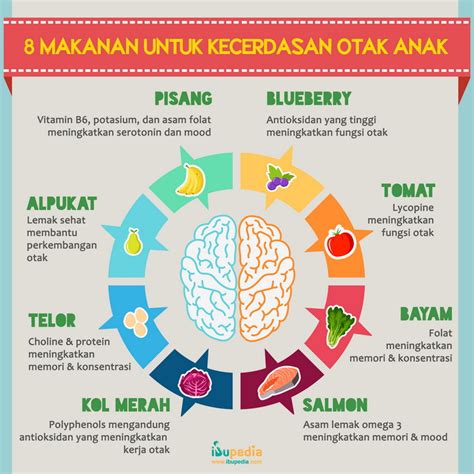 8 MAKANAN UNTUK KECERDASAN OTAK ANAK
PISANG
Vitamin B6, potasium, dan asam folat
meningkatkan serotonin dan mood
BLUEBERRY
Antioksidan yang tinggi
meningkatkan fungsi otak
ALPUKAT
Lemak sehat
membantu
perkembangan
otak
TOMAT
Lycopine
meningkatkan
fungsi otak
TELOR
Choline & protein
meningkatkan
memori & konsentrasi
BAYAM
Folat
meningkatkan
memori & konsentrasi
KOL MERAH
Polyphenols mengandung
antioksidan yang meningkatkan
kerja otak
SALMON
Asam lemak omega 3
meningkatkan memori & mood
ibupedia
www.ibupedia.com